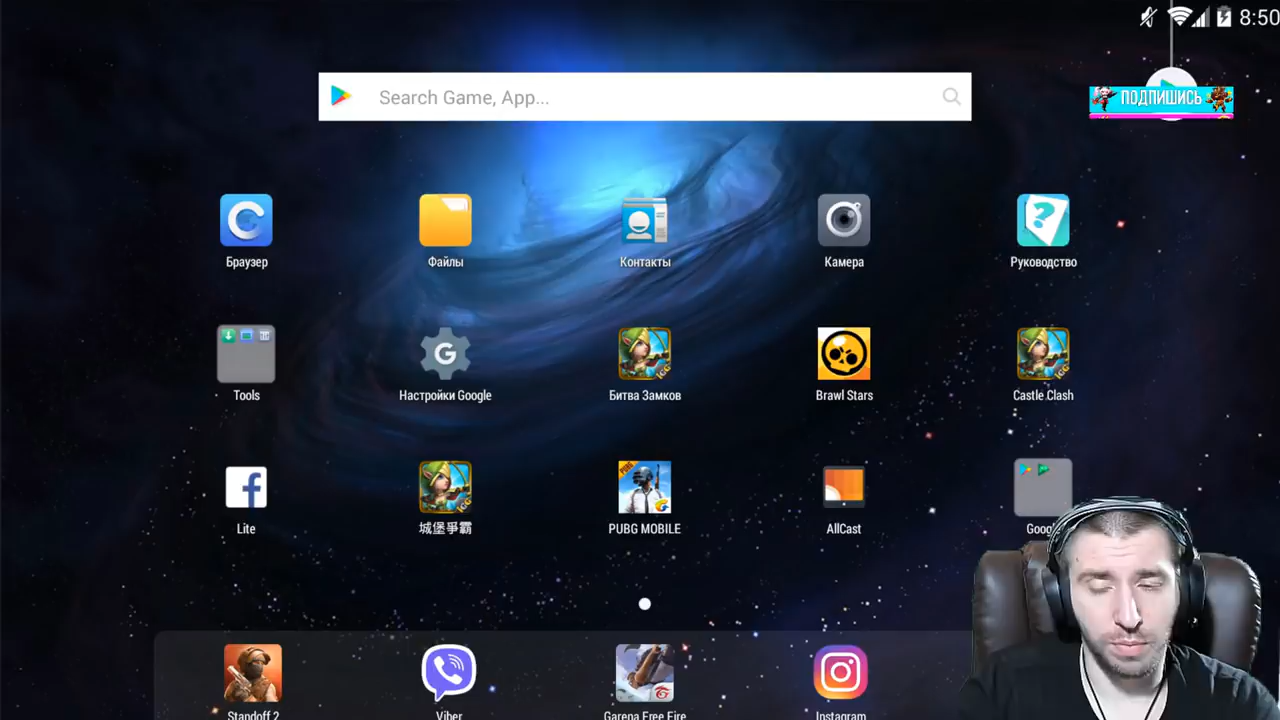 8:50
Search Game, App...
ПОДПИШИСЬ
Браузер
Файлы
Контакты
Камера
Руководство
Tools
Настройки Google
Битва Замков
Brawl Stars
Castle Clash
Lite
城堡爭霸
PUBG MOBILE
AllCast
Goog
Standoff 2
Viber
Garena Free Fire
Instagram